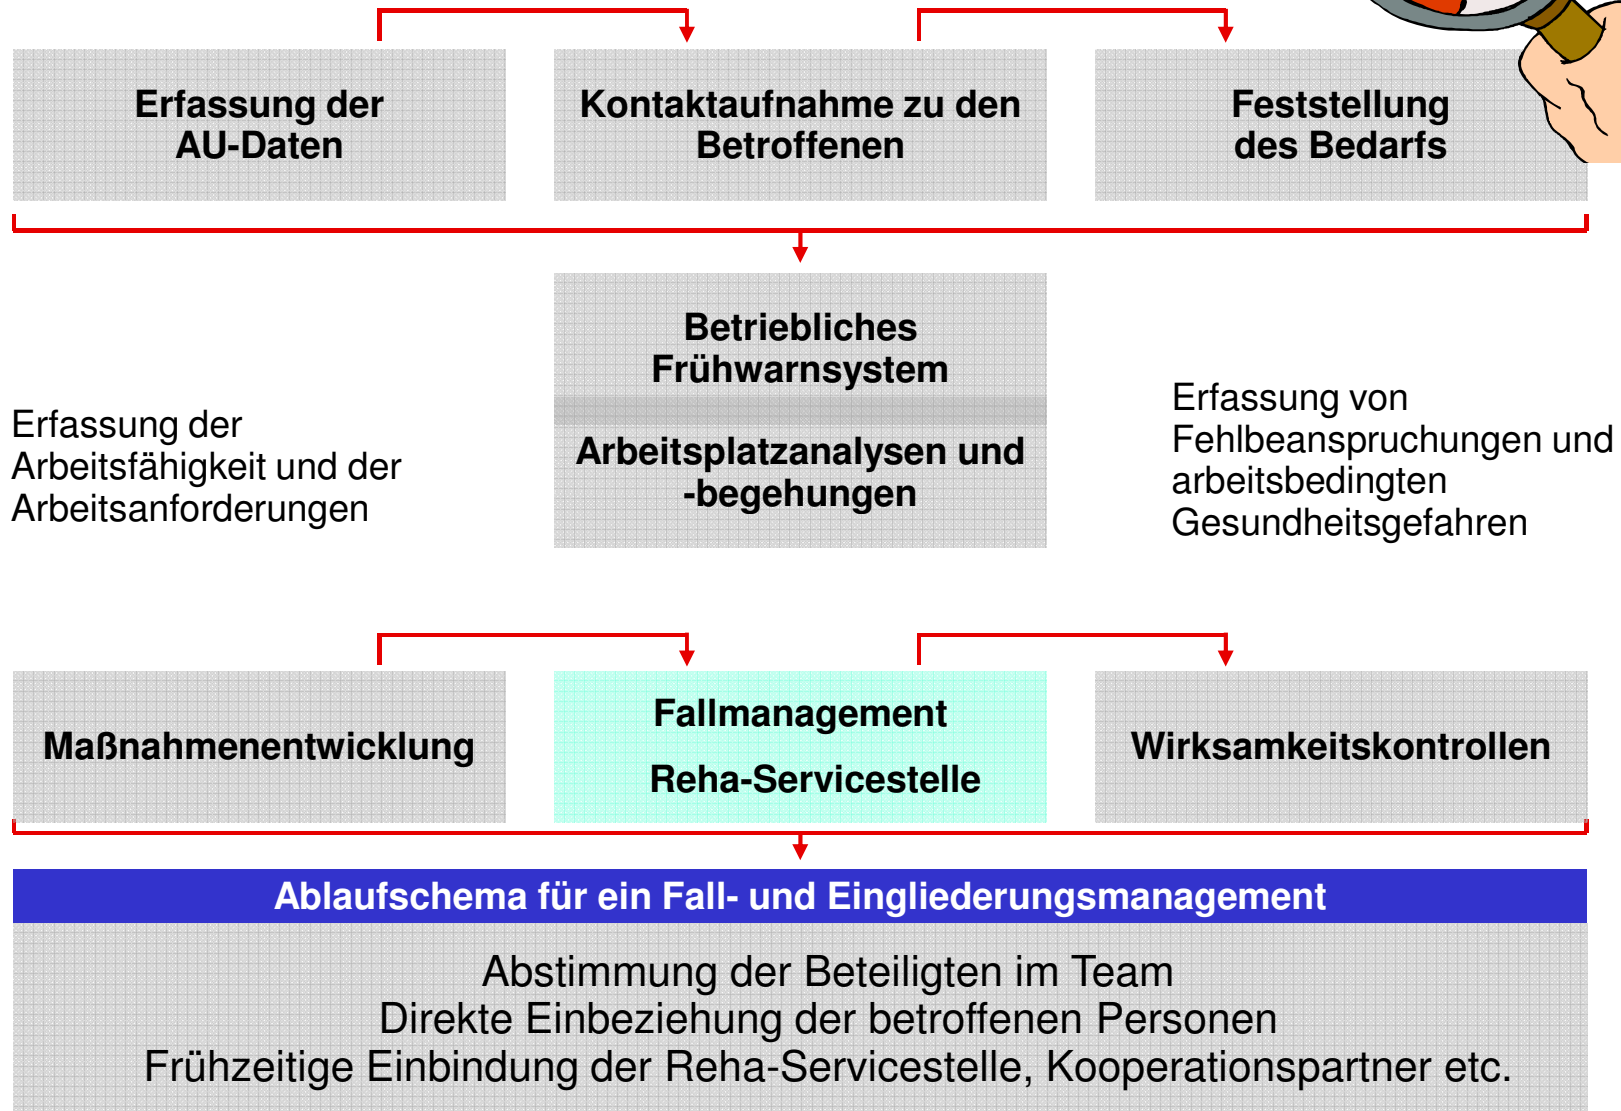 Erfassung der
AU-Daten
Kontaktaufnahme zu den
Betroffenen
Feststellung
des Bedarfs
Betriebliches
Frühwarnsystem
Arbeitsplatzanalysen und
-begehungen
Erfassung der
Arbeitsfähigkeit und der
Arbeitsanforderungen
Erfassung von
Fehlbeanspruchungen und
arbeitsbedingten
Gesundheitsgefahren
Maßnahmenentwicklung
Fallmanagement
Reha-Servicestelle
Wirksamkeitskontrollen
Ablaufschema für ein Fall- und Eingliederungsmanagement
Abstimmung der Beteiligten im Team
Direkte Einbeziehung der betroffenen Personen
Frühzeitige Einbindung der Reha-Servicestelle, Kooperationspartner etc.